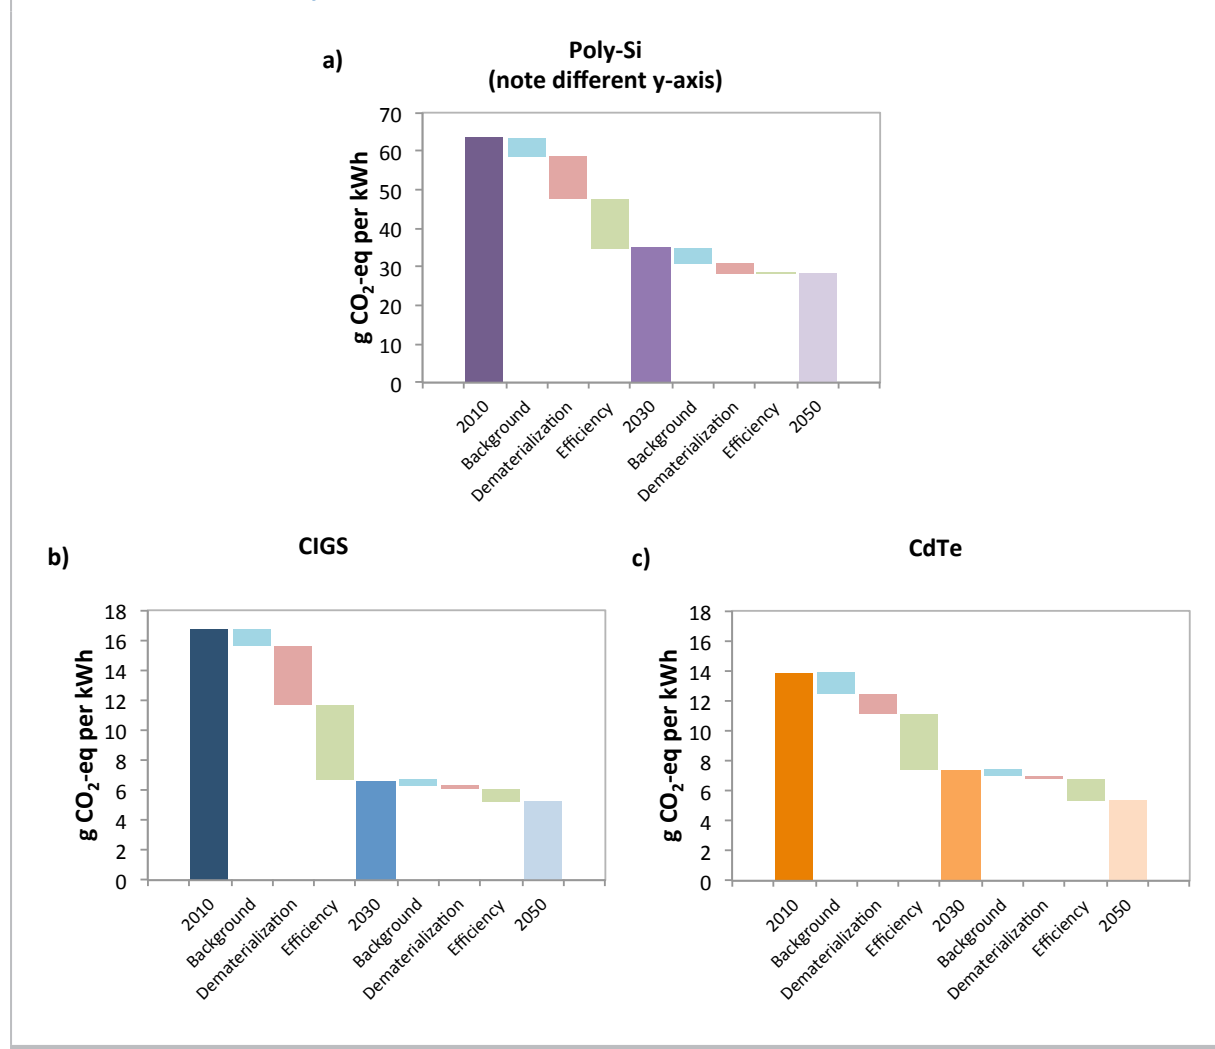 a)
Poly-Si
(note different y-axis)
g CO₂-eq per kWh
70
60
50
40
30
20
10
0
2010
Background
Dematerialization
Efficiency
2030
Background
Dematerialization
Efficiency
2050
b)
CIGS
g CO₂-eq per kWh
18
16
14
12
10
8
6
4
2
0
2010
Background
Dematerialization
Efficiency
2030
Background
Dematerialization
Efficiency
2050
c)
CdTe
g CO₂-eq per kWh
18
16
14
12
10
8
6
4
2
0
2010
Background
Dematerialization
Efficiency
2030
Background
Dematerialization
Efficiency
2050